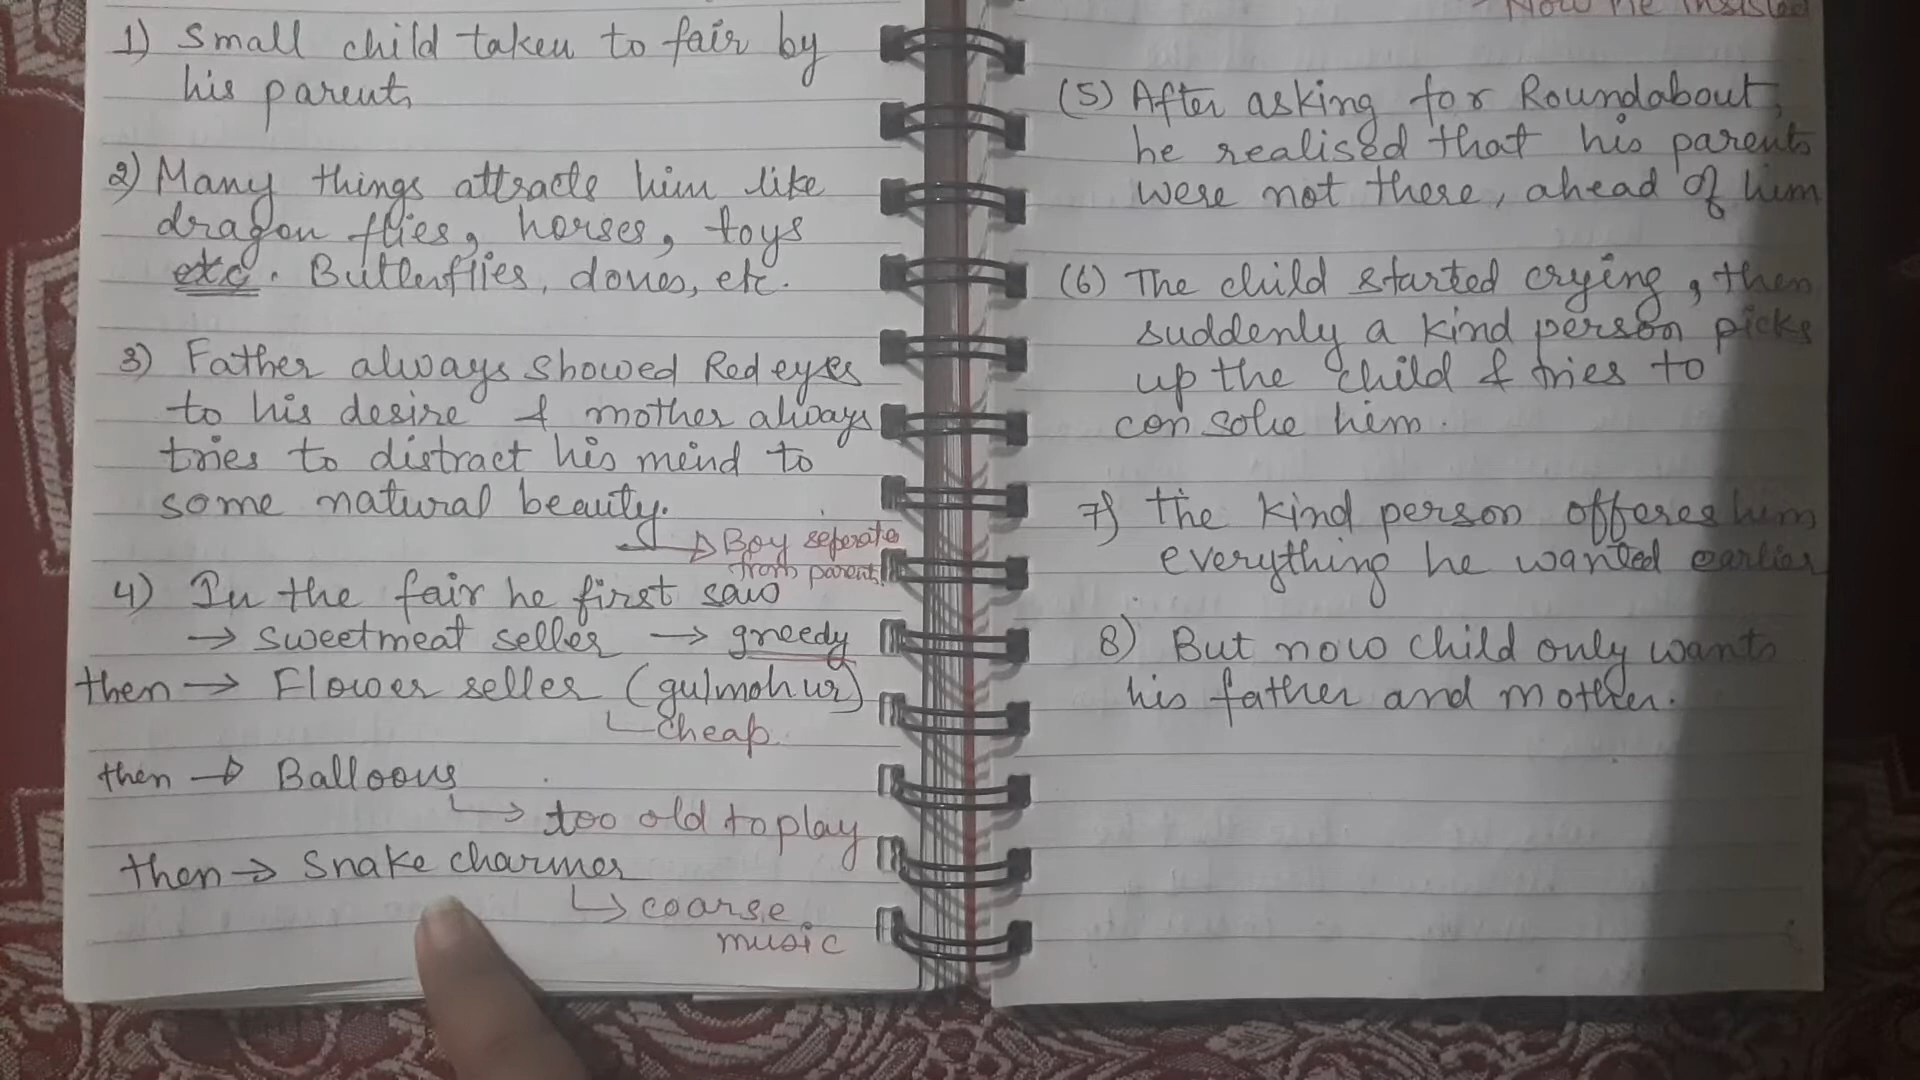 1) Small child taken to fair by
his parents
2) Many things attracts him like
dragon flies, horses, toys
etc. Butterflies, doves, etc.
3) Father always showed Red eyes
to his desire & mother always
tries to distract his mind to
some natural beauty.
→ Boy seperate
from parents
4) In the fair he first saw
→ sweetmeat seller → greedy
then → Flower seller (gulmohur)
cheap
then → Balloons
↳ too old to play
then → Snake charmer
↳ coarse
music
Now he insisted
(5) After asking for Roundabout,
he realised that his parents
were not there, ahead of him
(6) The child started crying, then
suddenly a kind person picks
up the child & tries to
console him.
7) the kind person offeres him
everything he wanted earlier
8) But now child only wants
his father and mother.